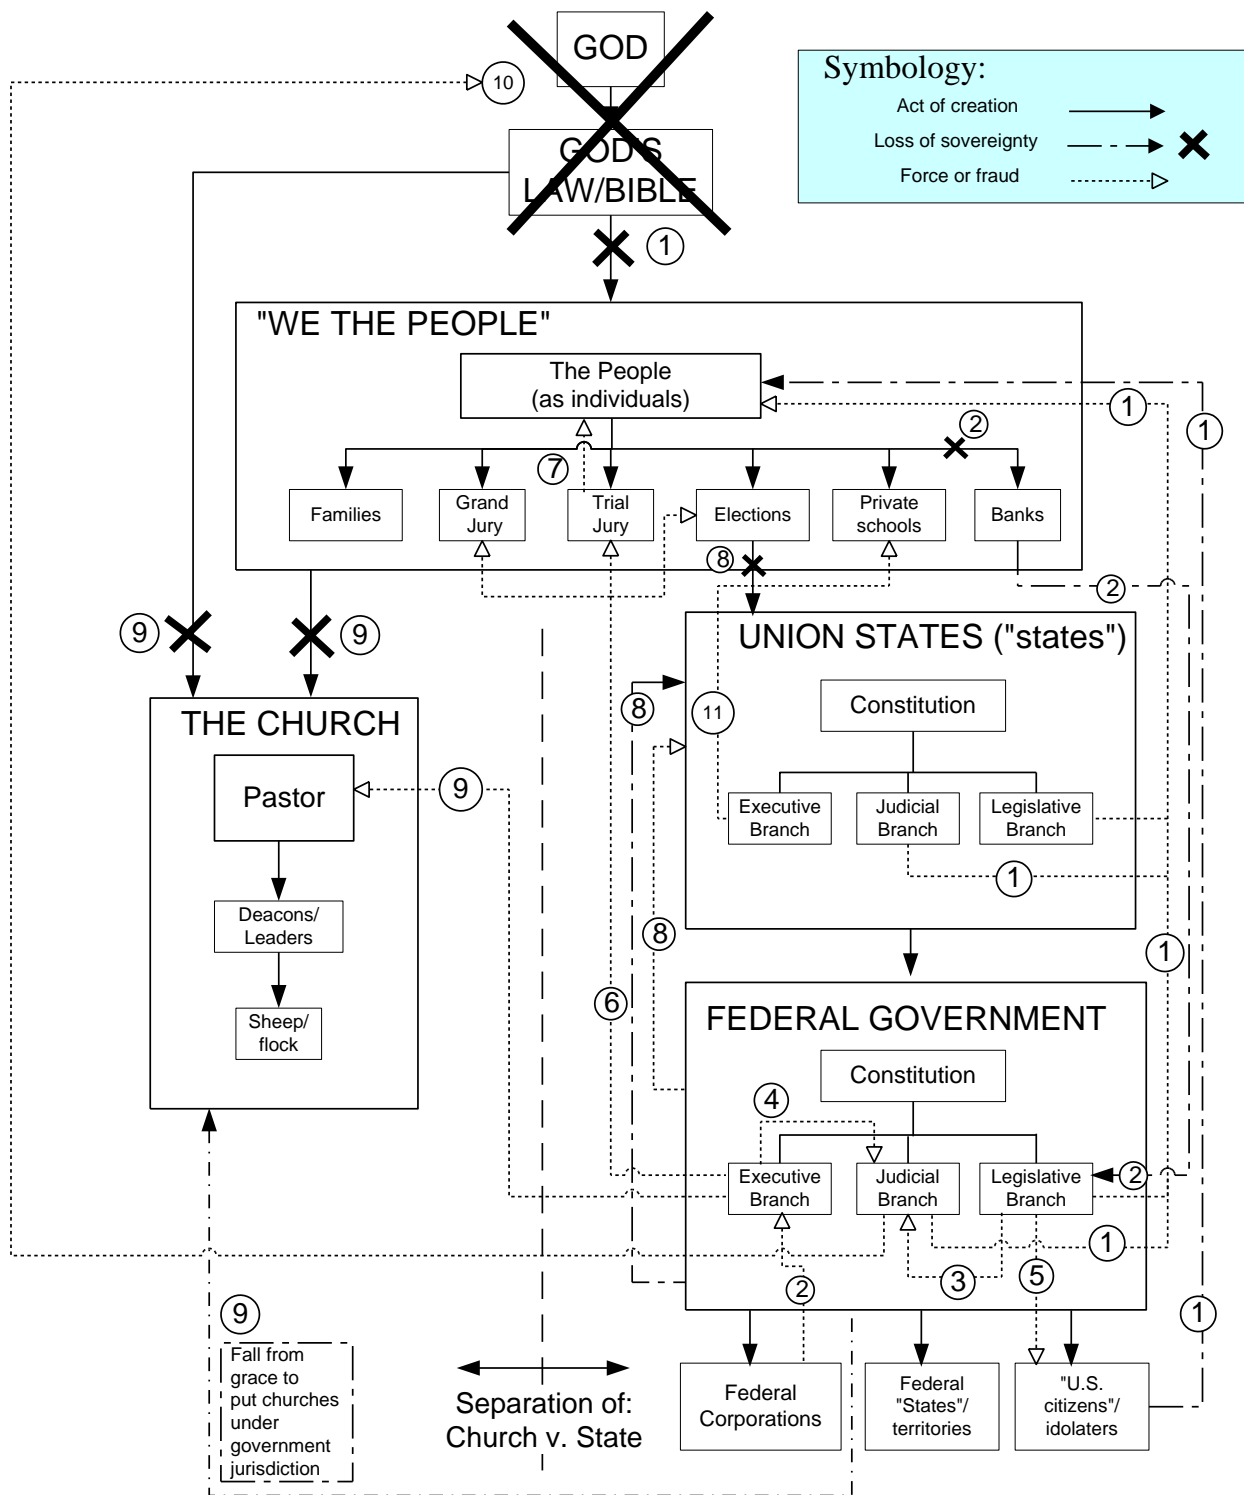 GOD
10
Symbology:
Act of creation
Loss of sovereignty
Force or fraud
GOD'S
LAW/BIBLE
1
"WE THE PEOPLE"
The People
(as individuals)
1
1
2
7
Families
Grand
Jury
Trial
Jury
Elections
Private
schools
Banks
8
2
9
9
UNION STATES ("states")
THE CHURCH
8
11
Constitution
Pastor
9
Executive
Branch
Judicial
Branch
Legislative
Branch
1
Deacons/
Leaders
8
1
6
Sheep/
flock
FEDERAL GOVERNMENT
Constitution
4
Executive
Branch
Judicial
Branch
Legislative
Branch
2
1
3
5
2
9
1
Fall from
grace to
put churches
under
government
jurisdiction
Separation of:
Church v. State
Federal
Corporations
Federal
"States"/
territories
"U.S.
citizens"/
idolaters